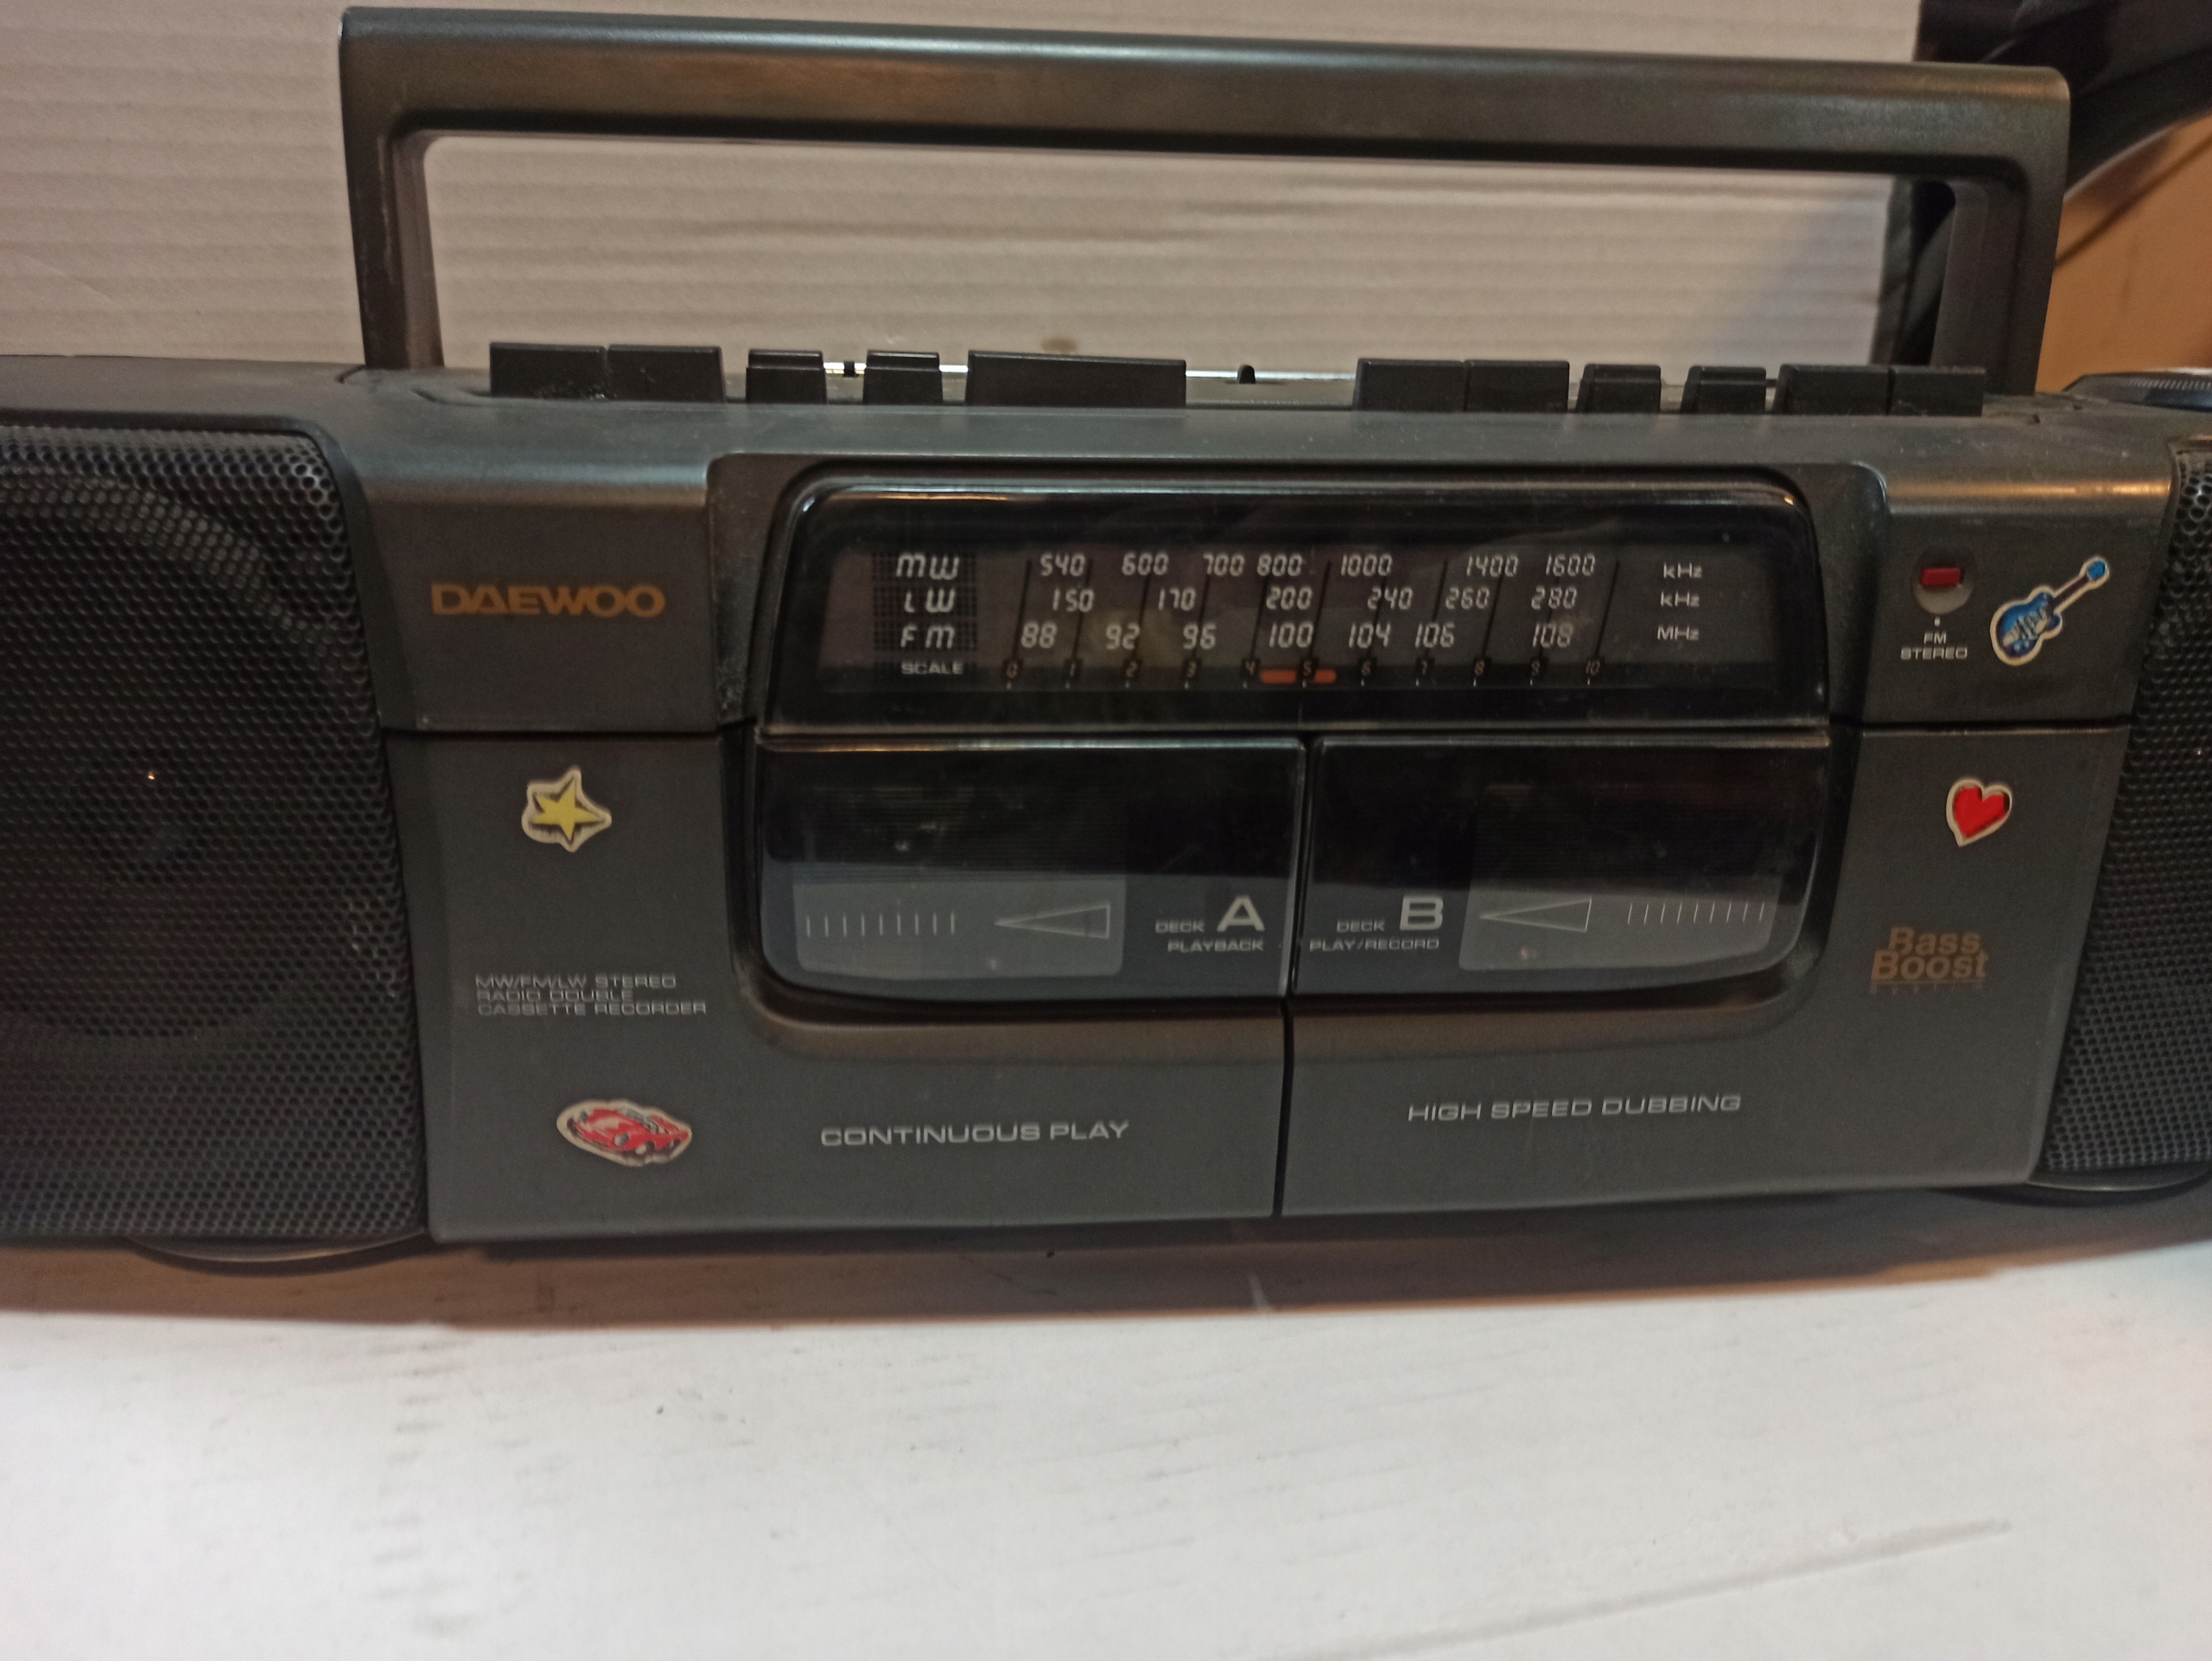 DAEWOO
MW 540 600 700 800 1000 1400 1600 kHz
LW 150 170 200 240 260 280 kHz
FM 88 92 96 100 104 106 108 MHz
SCALE 0 1 2 3 4 5 6 7 8 9 10
FM
STEREO
DECK A
PLAYBACK
DECK B
PLAY/RECORD
Bass
Boost
MW/FM/LW STEREO
RADIO DOUBLE
CASSETTE RECORDER
CONTINUOUS PLAY
HIGH SPEED DUBBING